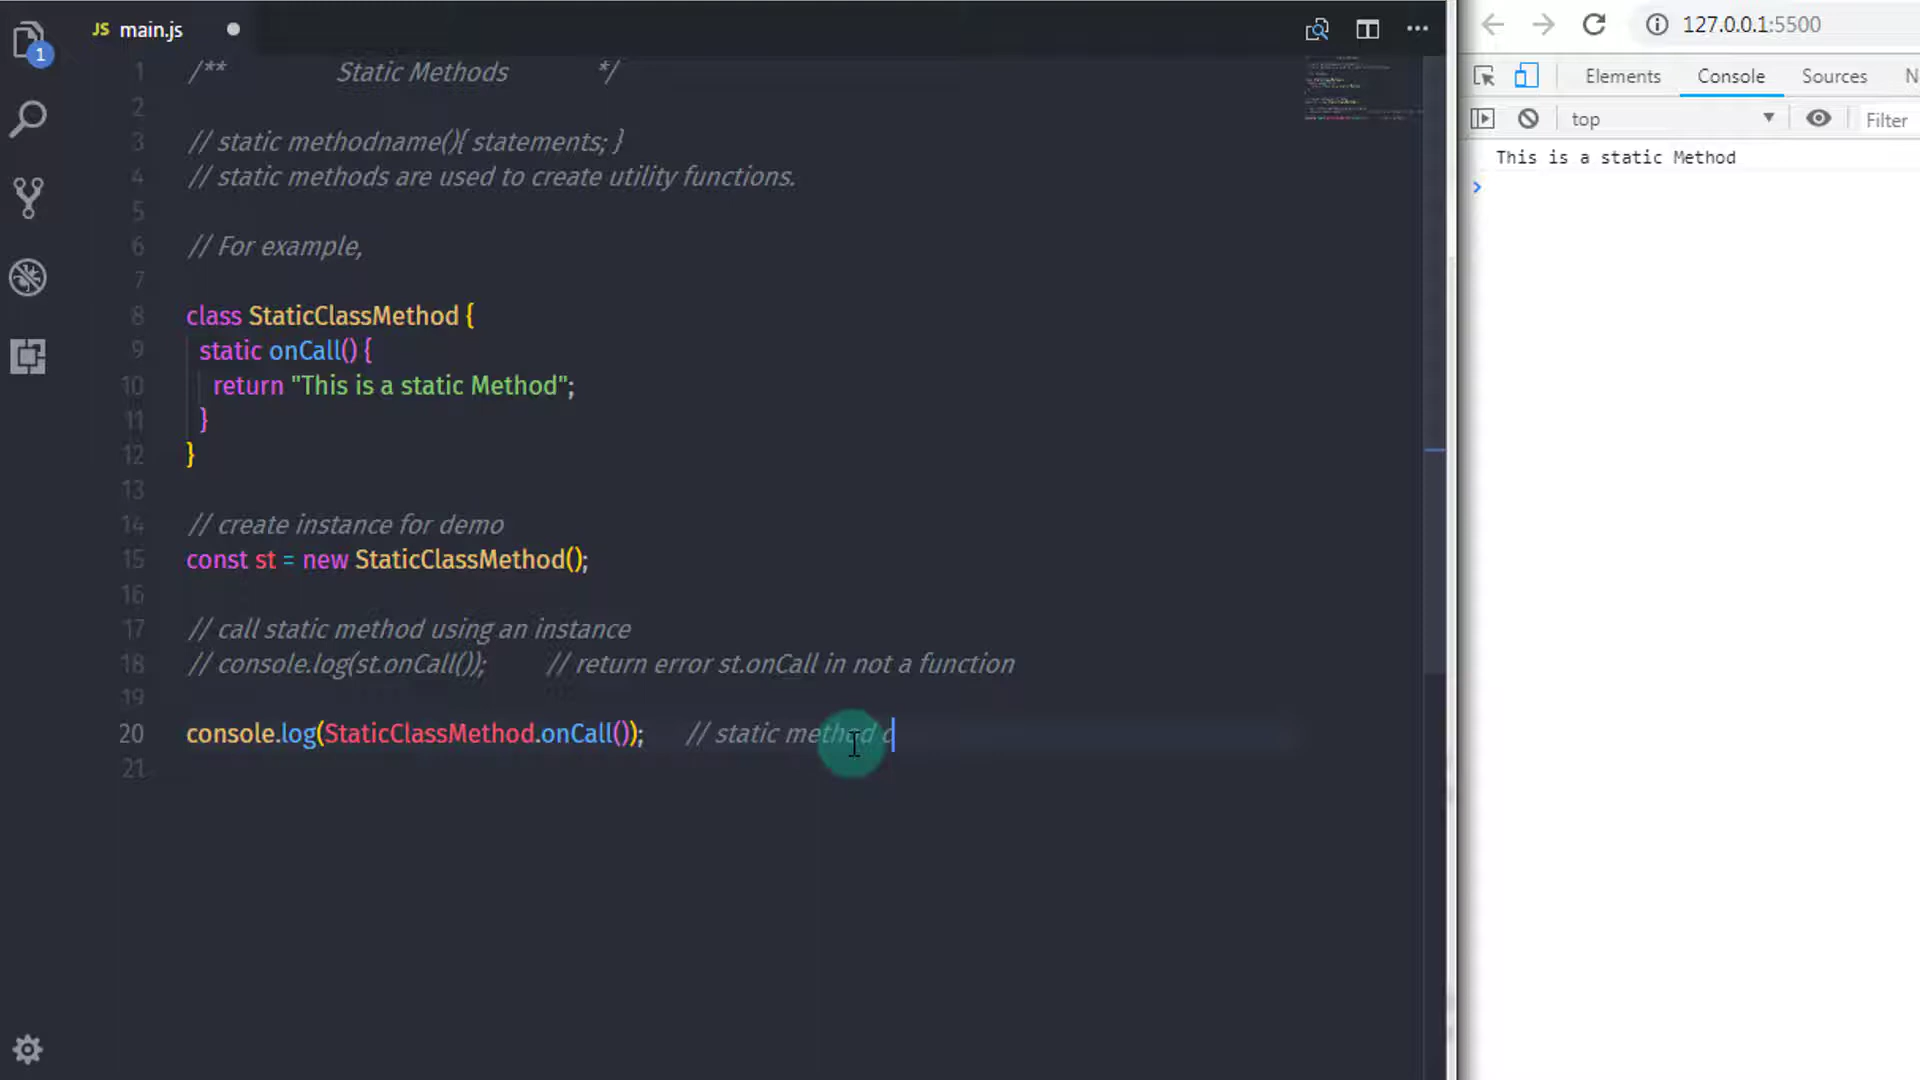 JS main.js
1
1 /** Static Methods */
2
3 // static methodname(){ statements; }
4 // static methods are used to create utility functions.
5
6 // For example,
7
8 class StaticClassMethod {
9 static onCall() {
10 return "This is a static Method";
11 }
12 }
13
14 // create instance for demo
15 const st = new StaticClassMethod();
16
17 // call static method using an instance
18 // console.log(st.onCall()); // return error st.onCall in not a function
19
20 console.log(StaticClassMethod.onCall()); // static method c
21
127.0.0.1:5500
Elements Console Sources N
top Filter
This is a static Method